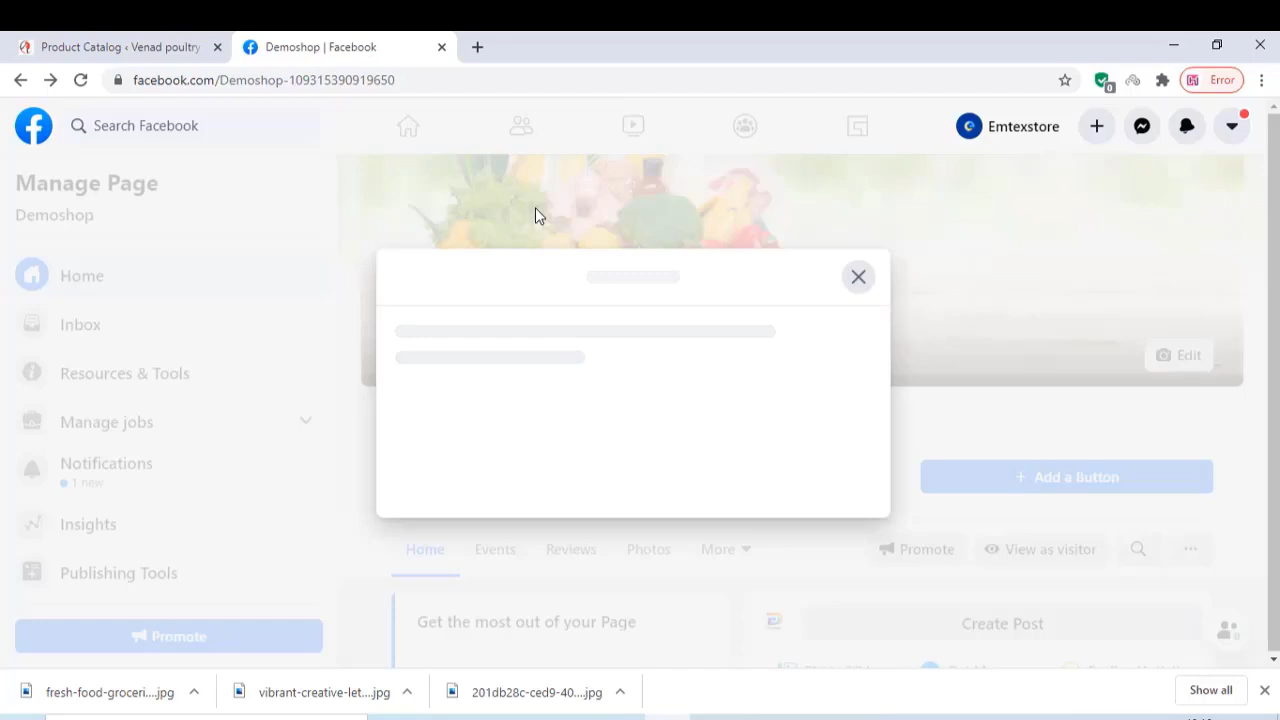 Product Catalog ‹ Venad poultry
Demoshop | Facebook
facebook.com/Demoshop-109315390919650
0
Error
Search Facebook
Emtexstore
Manage Page
Demoshop
Home
Inbox
Resources & Tools
Manage jobs
Notifications
1 new
Insights
Publishing Tools
Promote
Edit
+ Add a Button
Home
Events
Reviews
Photos
More
Promote
View as visitor
Get the most out of your Page
Create Post
fresh-food-groceri....jpg
vibrant-creative-let....jpg
201db28c-ced9-40....jpg
Show all